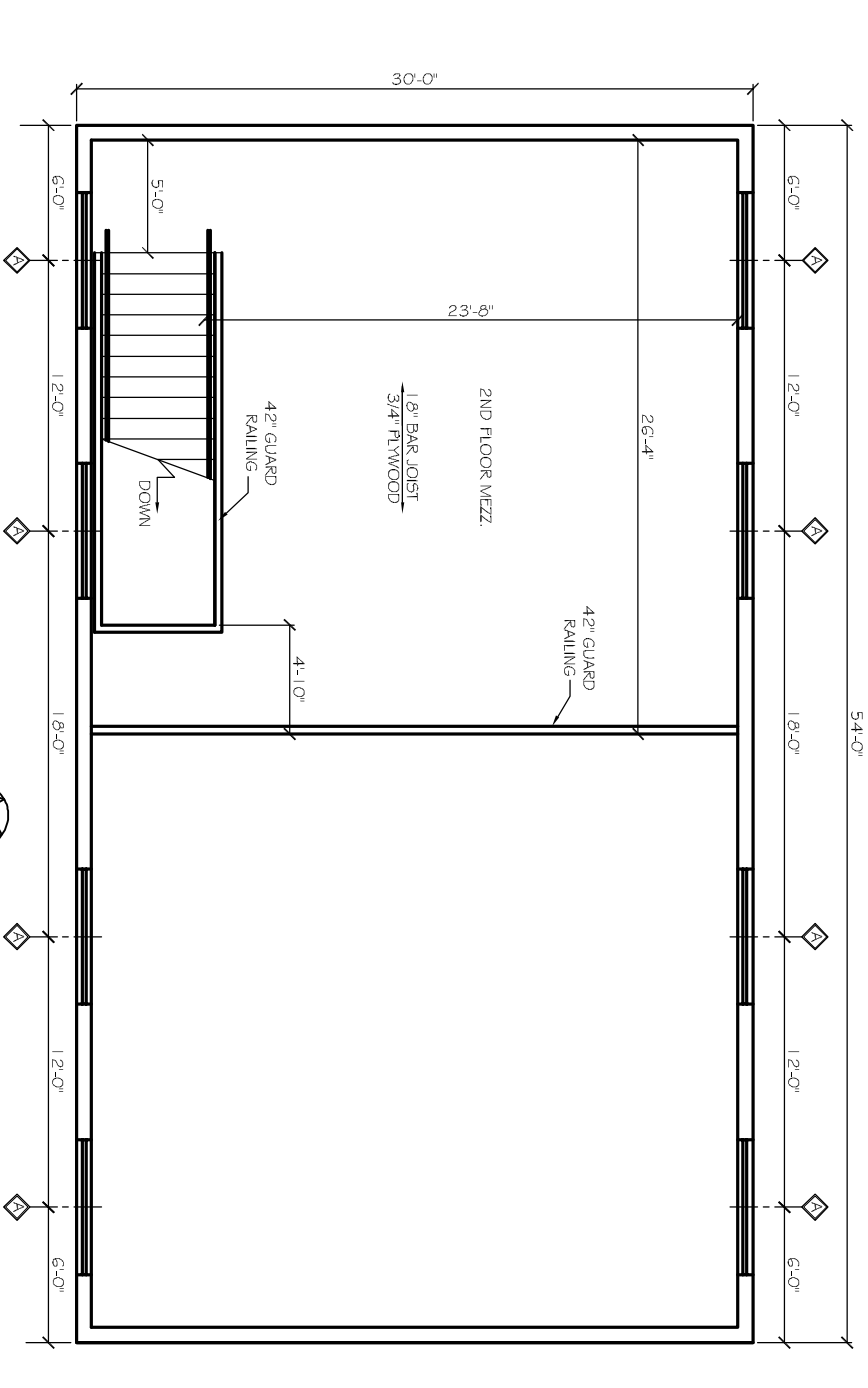 54'-0"
6'-0"
12'-0"
18'-0"
12'-0"
6'-0"
A
A
A
A
30'-0"
26'-4"
23'-8"
2ND FLOOR MEZZ.
18" BAR JOIST
3/4" PLYWOOD
42" GUARD
RAILING
42" GUARD
RAILING
4'-10"
5'-0"
DOWN
6'-0"
12'-0"
18'-0"
12'-0"
6'-0"
A
A
A
A